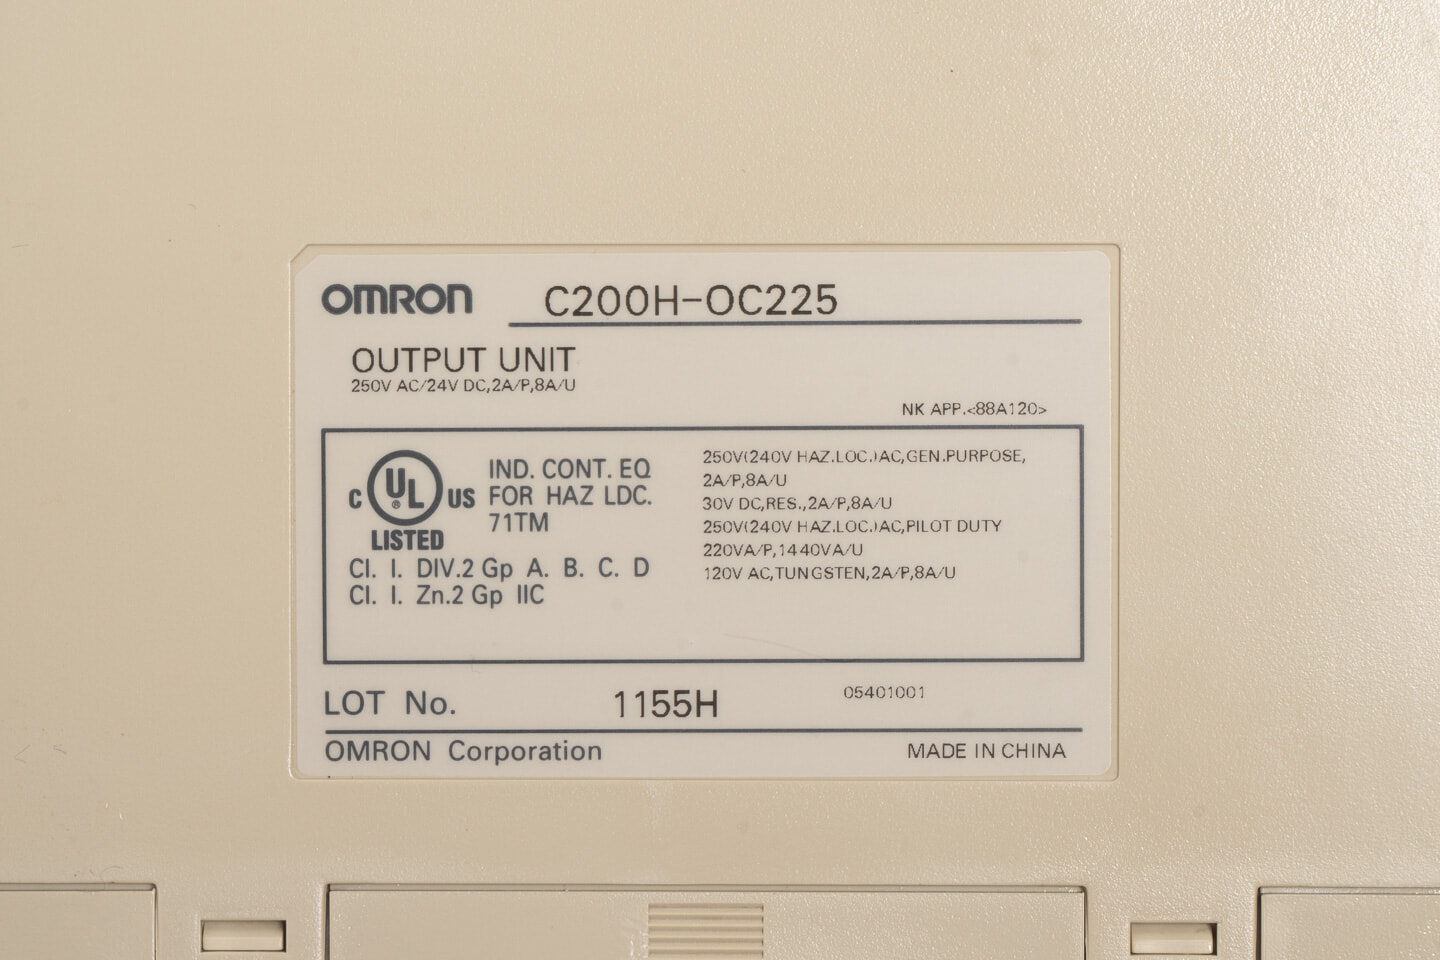 OMRON C200H-OC225
OUTPUT UNIT
250V AC/24V DC,2A/P,8A/U
NK APP.<88A120>
C UL® US LISTED
IND. CONT. EQ
FOR HAZ LDC.
71TM
Cl. I. DIV.2 Gp A. B. C. D
Cl. I. Zn.2 Gp IIC
250V(240V HAZ.LOC.)AC,GEN.PURPOSE,
2A/P,8A/U
30V DC,RES.,2A/P,8A/U
250V(240V HAZ.LOC.)AC,PILOT DUTY
220VA/P,1440VA/U
120V AC,TUNGSTEN,2A/P,8A/U
LOT No. 1155H 05401001
OMRON Corporation MADE IN CHINA